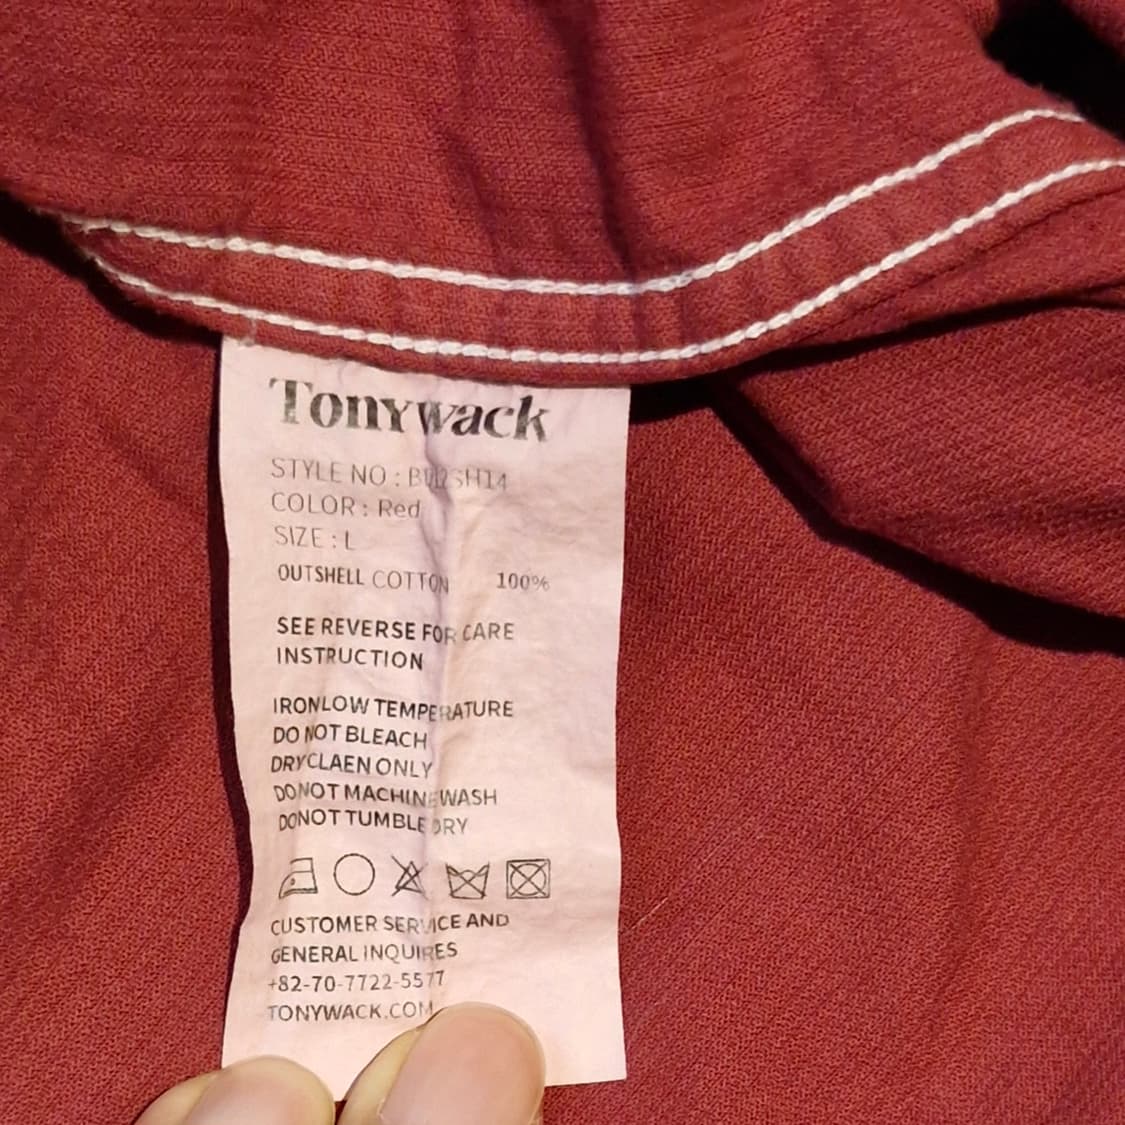 Tonywack
STYLE NO : SH14
COLOR : Red
SIZE : L
OUTSHELL COTTON 100%
SEE REVERSE FOR CARE
INSTRUCTION
IRONLOW TEMPERATURE
DO NOT BLEACH
DRYCLAEN ONLY
DONOT MACHINE WASH
DONOT TUMBLE DRY
CUSTOMER SERVICE AND
GENERAL INQUIRES
+82-70-7722-5577
TONYWACK.COM